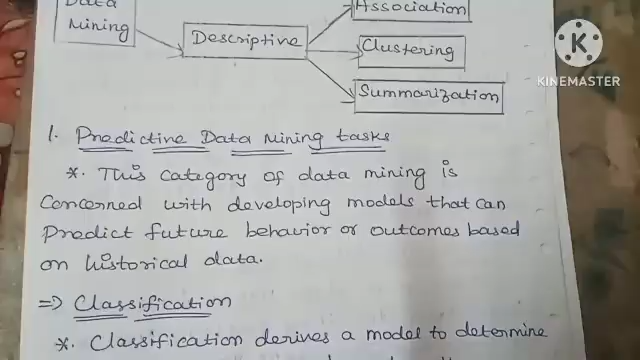 Data
Mining
Association
Descriptive
Clustering
Summarization
KINEMASTER
1. Predictive Data Mining tasks
*. This category of data mining is
concerned with developing models that can
predict future behavior or outcomes based
on historical data.
=> Classification
*. Classification derives a model to determine